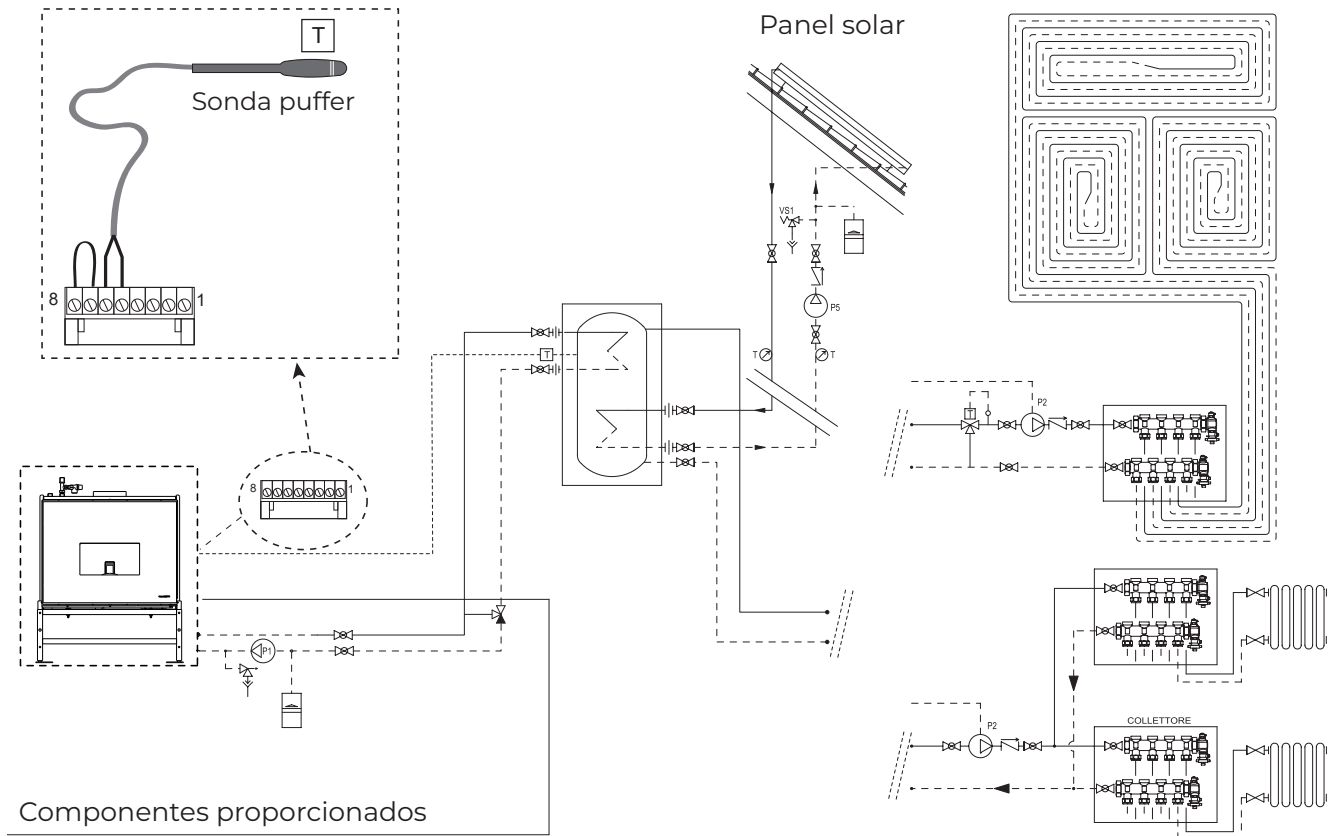 T
Sonda puffer
8
1
Panel solar
VS1
P5
T
T
T
8
1
P1
T
P2
P2
COLLETTORE
Componentes proporcionados